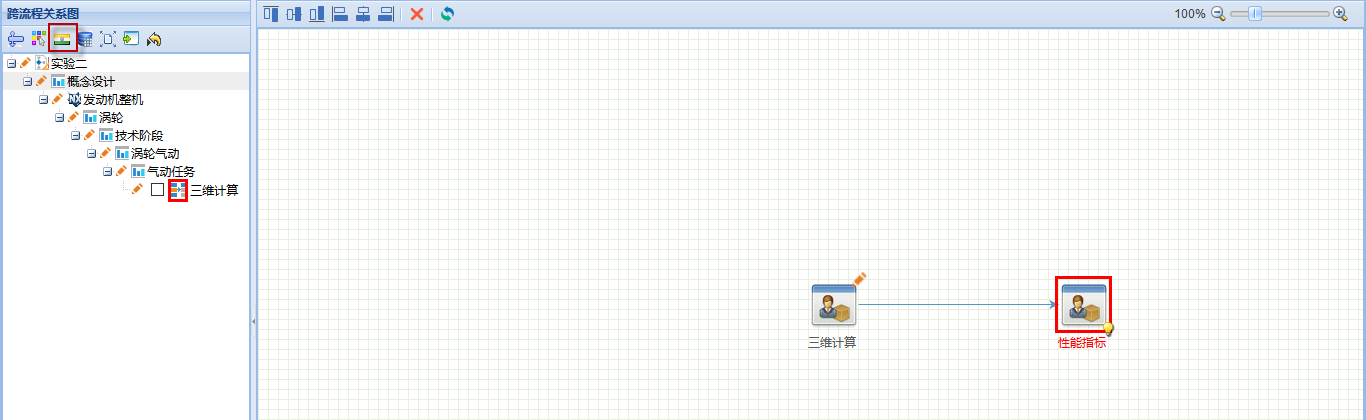 跨流程关系图
100%
实验二
概念设计
发动机整机
涡轮
技术阶段
涡轮气动
气动任务
三维计算
三维计算
性能指标